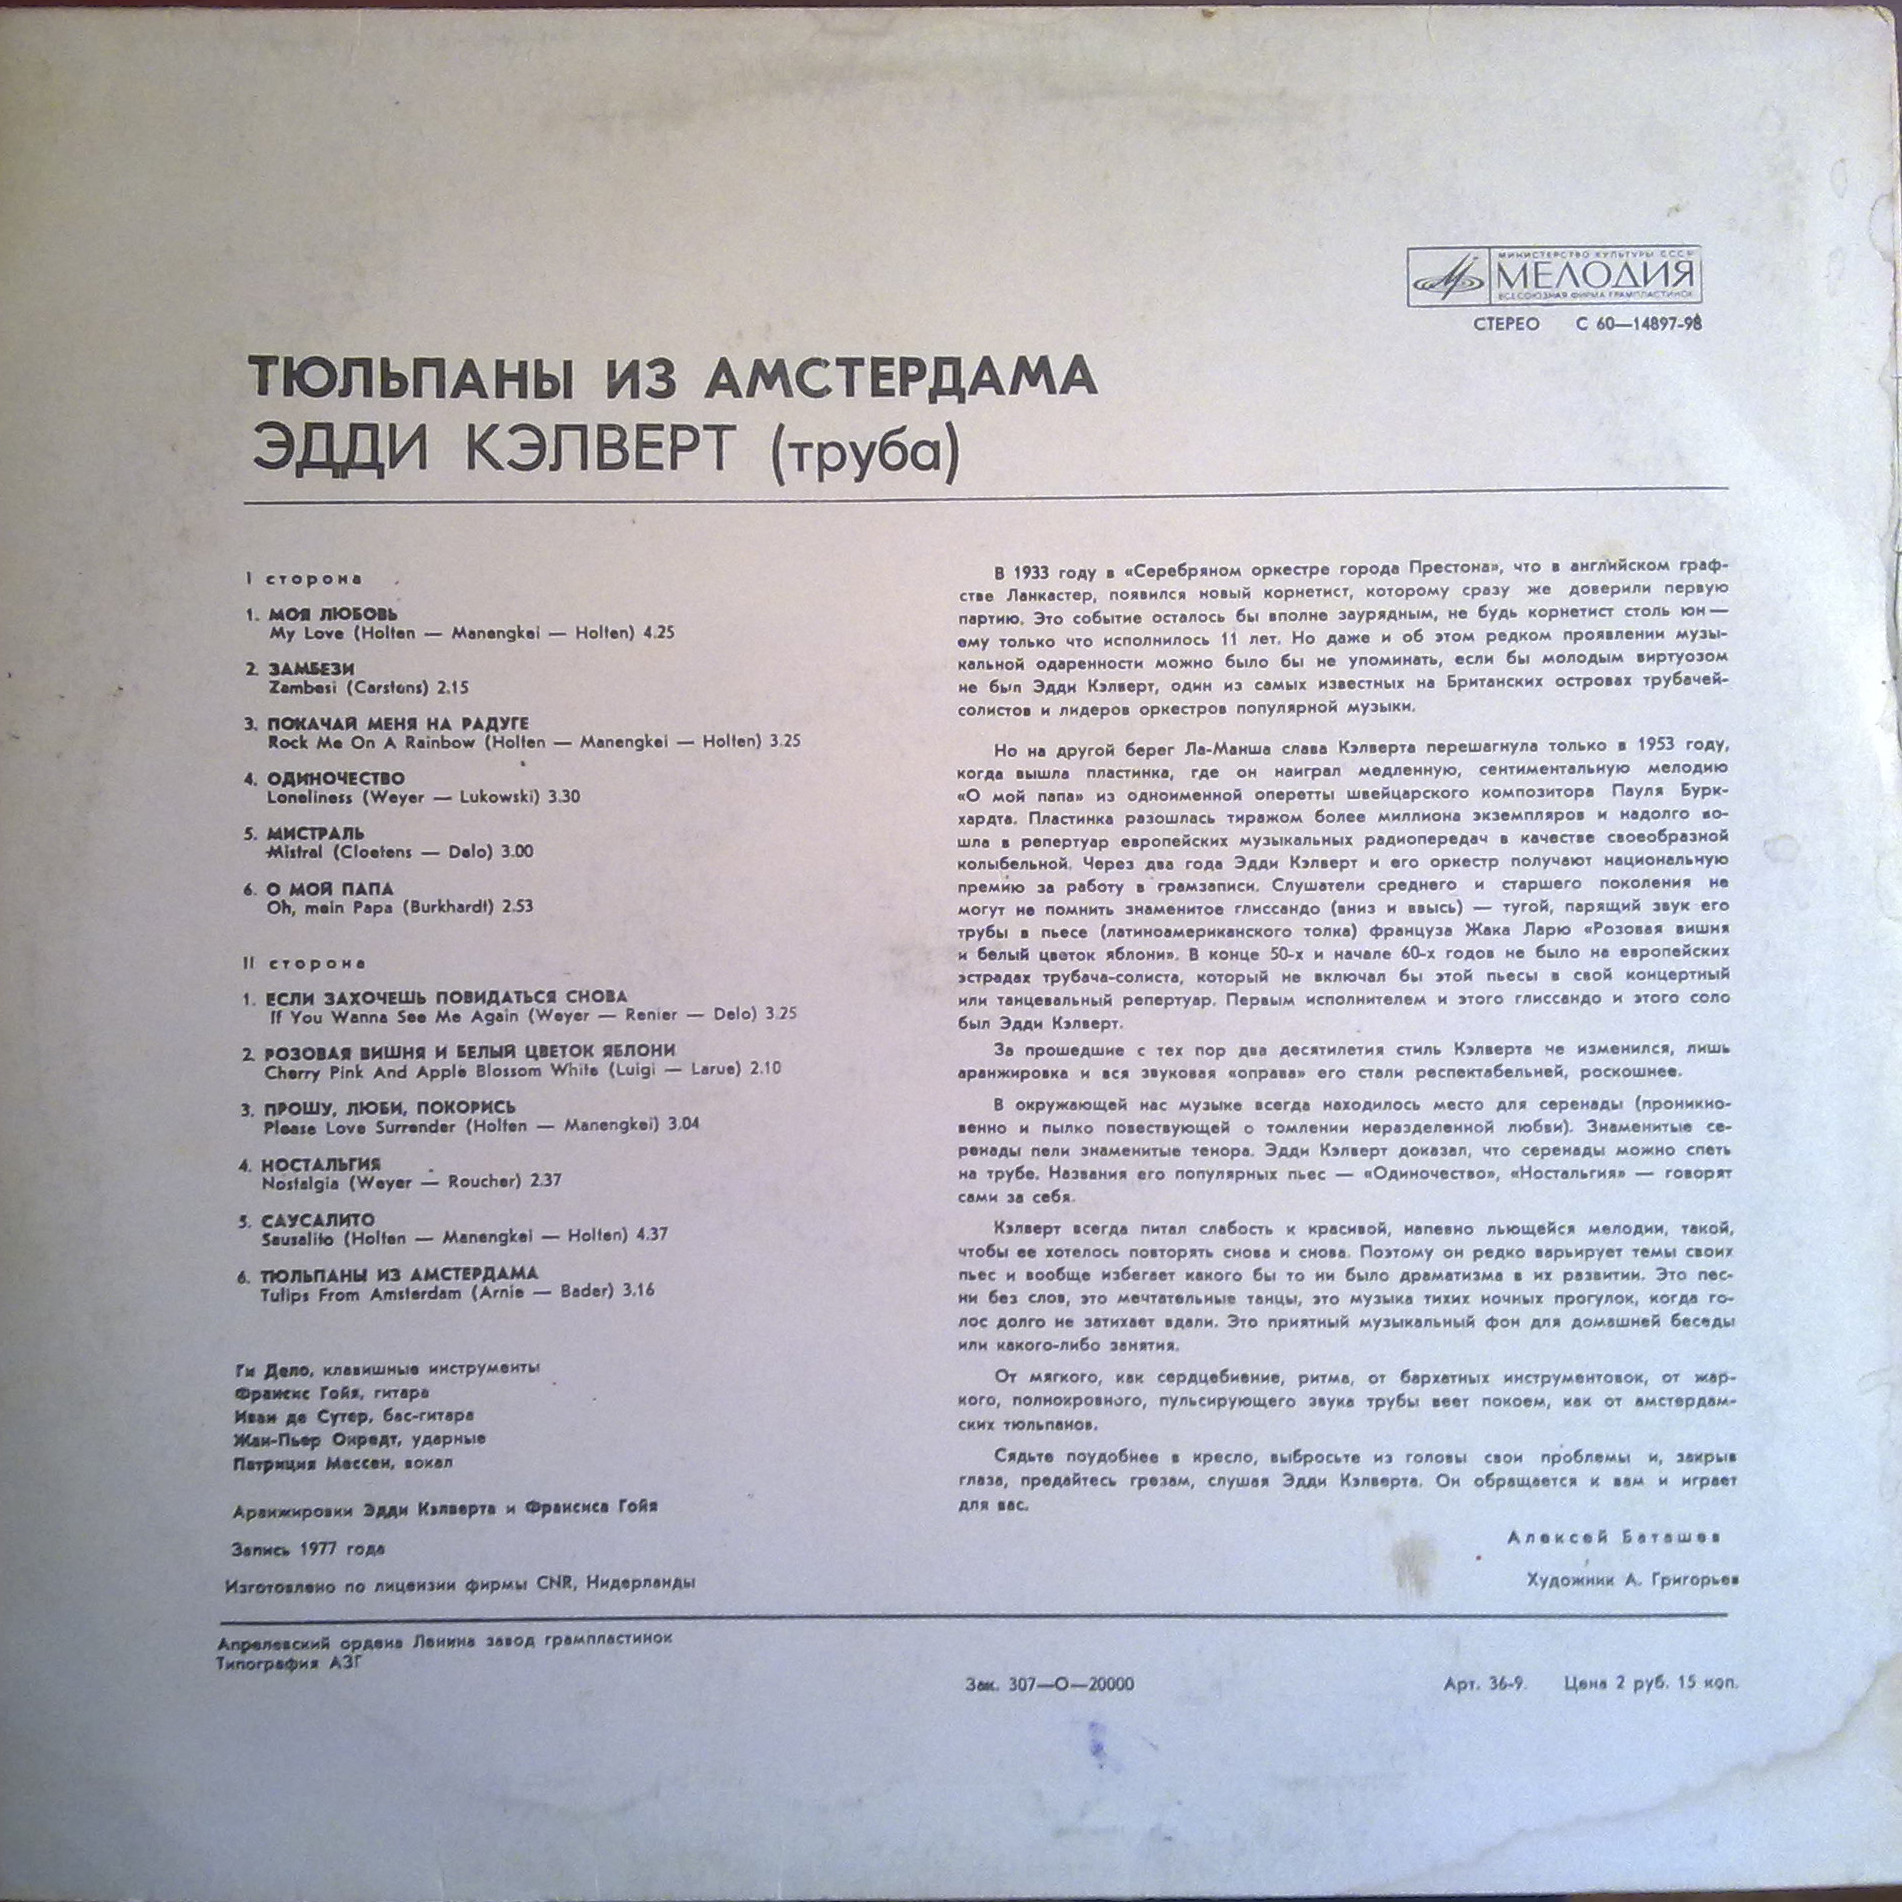 МИНИСТЕРСТВО КУЛЬТУРЫ СССР
МЕЛОДИЯ
ВСЕСОЮЗНАЯ ФИРМА ГРАМПЛАСТИНОК
СТЕРЕО С 60—14897-98
ТЮЛЬПАНЫ ИЗ АМСТЕРДАМА
ЭДДИ КЭЛВЕРТ (труба)
I сторона
1. МОЯ ЛЮБОВЬ
My Love (Holten — Manengkei — Holten) 4.25
2. ЗАМБЕЗИ
Zambesi (Carstens) 2.15
3. ПОКАЧАЙ МЕНЯ НА РАДУГЕ
Rock Me On A Rainbow (Holten — Manengkei — Holten) 3.25
4. ОДИНОЧЕСТВО
Loneliness (Weyer — Lukowski) 3.30
5. МИСТРАЛЬ
Mistral (Cloetens — Delo) 3.00
6. О МОЙ ПАПА
Oh, mein Papa (Burkhardt) 2.53
II сторона
1. ЕСЛИ ЗАХОЧЕШЬ ПОВИДАТЬСЯ СНОВА
If You Wanna See Me Again (Weyer — Renier — Delo) 3.25
2. РОЗОВАЯ ВИШНЯ И БЕЛЫЙ ЦВЕТОК ЯБЛОНИ
Cherry Pink And Apple Blossom White (Luigi — Larue) 2.10
3. ПРОШУ, ЛЮБИ, ПОКОРИСЬ
Please Love Surrender (Holten — Manengkei) 3.04
4. НОСТАЛЬГИЯ
Nostalgia (Weyer — Roucher) 2.37
5. САУСАЛИТО
Sausalito (Holten — Manengkei — Holten) 4.37
6. ТЮЛЬПАНЫ ИЗ АМСТЕРДАМА
Tulips From Amsterdam (Arnie — Bader) 3.16
Ги Дело, клавишные инструменты
Франсис Гойя, гитара
Иван де Сутер, бас-гитара
Жан-Пьер Онредт, ударные
Патриция Массен, вокал
Аранжировки Эдди Кэлверта и Франсиса Гойя
Запись 1977 года
Изготовлено по лицензии фирмы CNR, Нидерланды
В 1933 году в «Серебряном оркестре города Престона», что в английском граф-
стве Ланкастер, появился новый корнетист, которому сразу же доверили первую
партию. Это событие осталось бы вполне заурядным, не будь корнетист столь юн —
ему только что исполнилось 11 лет. Но даже и об этом редком проявлении музы-
кальной одаренности можно было бы не упоминать, если бы молодым виртуозом
не был Эдди Кэлверт, один из самых известных на Британских островах трубачей-
солистов и лидеров оркестров популярной музыки.
Но на другой берег Ла-Манша слава Кэлверта перешагнула только в 1953 году,
когда вышла пластинка, где он наиграл медленную, сентиментальную мелодию
«О мой папа» из одноименной оперетты швейцарского композитора Пауля Бурк-
хардта. Пластинка разошлась тиражом более миллиона экземпляров и надолго во-
шла в репертуар европейских музыкальных радиопередач в качестве своеобразной
колыбельной. Через два года Эдди Кэлверт и его оркестр получают национальную
премию за работу в грамзаписи. Слушатели среднего и старшего поколения не
могут не помнить знаменитое глиссандо (вниз и ввысь) — тугой, парящий звук его
трубы в пьесе (латиноамериканского толка) француза Жака Ларю «Розовая вишня
и белый цветок яблони». В конце 50-х и начале 60-х годов не было на европейских
эстрадах трубача-солиста, который не включал бы этой пьесы в свой концертный
или танцевальный репертуар. Первым исполнителем и этого глиссандо и этого соло
был Эдди Кэлверт.
За прошедшие с тех пор два десятилетия стиль Кэлверта не изменился, лишь
аранжировка и вся звуковая «оправа» его стали респектабельней, роскошнее.
В окружающей нас музыке всегда находилось место для серенады (проникно-
венно и пылко повествующей о томлении неразделенной любви). Знаменитые се-
ренады пели знаменитые тенора. Эдди Кэлверт доказал, что серенады можно спеть
на трубе. Названия его популярных пьес — «Одиночество», «Ностальгия» — говорят
сами за себя.
Кэлверт всегда питал слабость к красивой, напевно льющейся мелодии, такой,
чтобы ее хотелось повторять снова и снова. Поэтому он редко варьирует темы своих
пьес и вообще избегает какого бы то ни было драматизма в их развитии. Это пес-
ни без слов, это мечтательные танцы, это музыка тихих ночных прогулок, когда го-
лос долго не затихает вдали. Это приятный музыкальный фон для домашней беседы
или какого-либо занятия.
От мягкого, как сердцебиение, ритма, от бархатных инструментовок, от жар-
кого, полнокровного, пульсирующего звука трубы веет покоем, как от амстердам-
ских тюльпанов.
Сядьте поудобнее в кресло, выбросьте из головы свои проблемы и, закрыв
глаза, предайтесь грезам, слушая Эдди Кэлверта. Он обращается к вам и играет
для вас.
Алексей Баташев
Художник А. Григорьев
Апрелевский ордена Ленина завод грампластинок
Типография АЗГ
Зак. 307—О—20000
Арт. 36-9. Цена 2 руб. 15 коп.